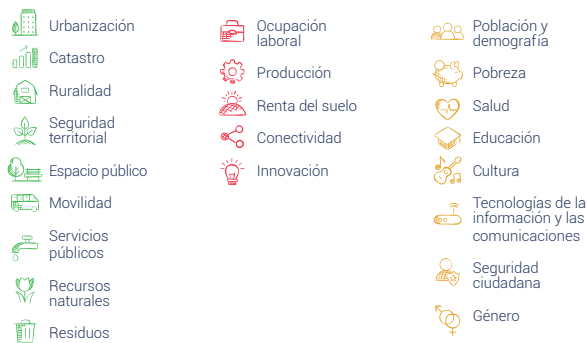 Urbanización
Catastro
Ruralidad
Seguridad
territorial
Espacio público
Movilidad
Servicios
públicos
Recursos
naturales
Residuos
Ocupación
laboral
Producción
Renta del suelo
Conectividad
Innovación
Población y
demografía
Pobreza
Salud
Educación
Cultura
Tecnologías de la
información y las
comunicaciones
Seguridad
ciudadana
Género